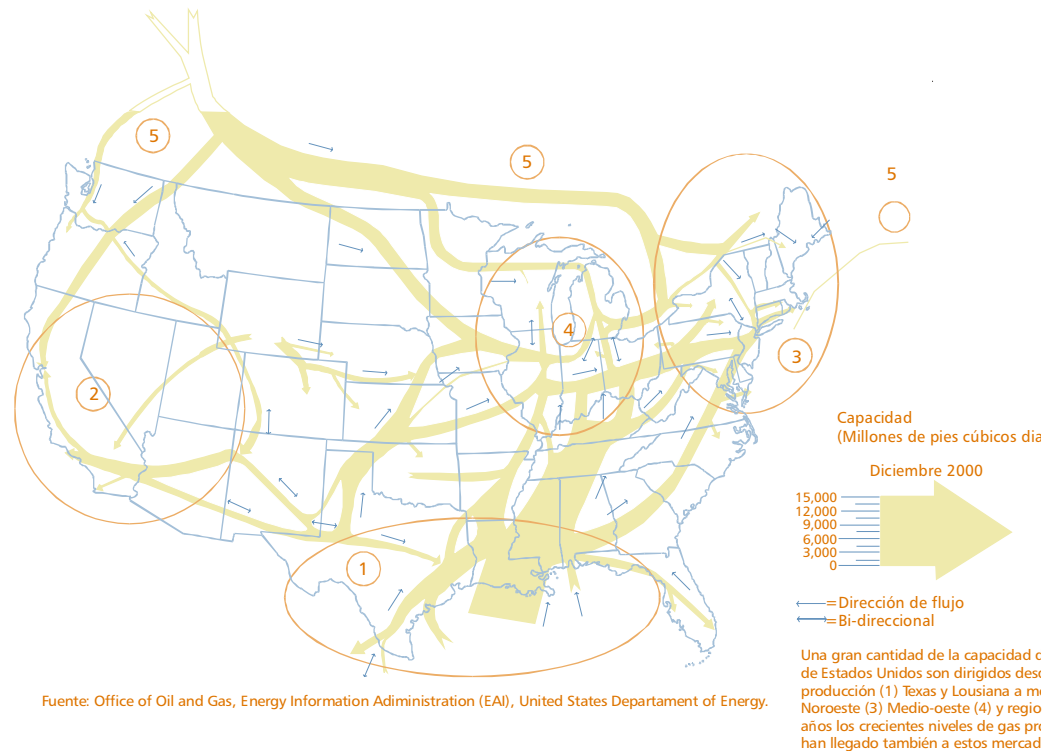 5
5
5
2
4
3
1
Capacidad
(Millones de pies cúbicos dia
Diciembre 2000
15,000
12,000
9,000
6,000
3,000
0
=Dirección de flujo
=Bi-direccional
Una gran cantidad de la capacidad d
de Estados Unidos son dirigidos desd
producción (1) Texas y Lousiana a me
Noroeste (3) Medio-oeste (4) y regio
años los crecientes niveles de gas pro
han llegado también a estos mercad
Fuente: Office of Oil and Gas, Energy Information Adiministration (EAI), United States Departament of Energy.